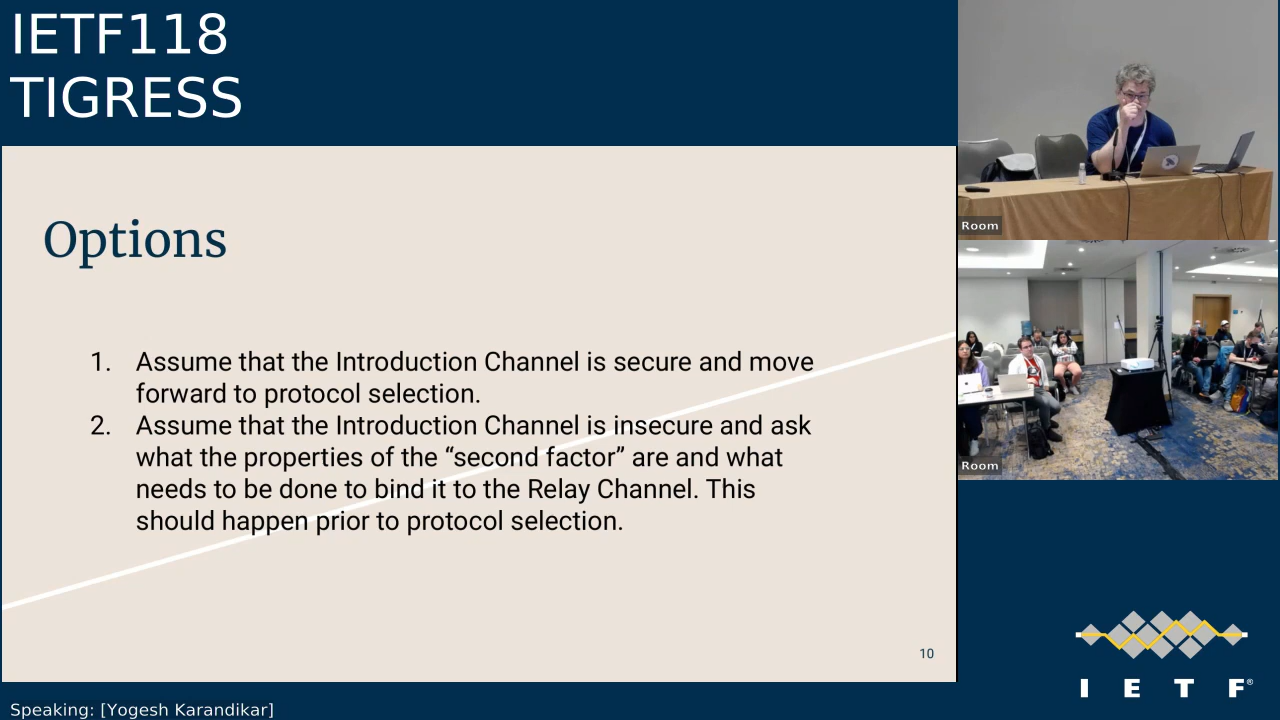 IETF118
TIGRESS
Options
1. Assume that the Introduction Channel is secure and move
forward to protocol selection.
2. Assume that the Introduction Channel is insecure and ask
what the properties of the “second factor” are and what
needs to be done to bind it to the Relay Channel. This
should happen prior to protocol selection.
10
Room
Room
I E T F®
Speaking: [Yogesh Karandikar]